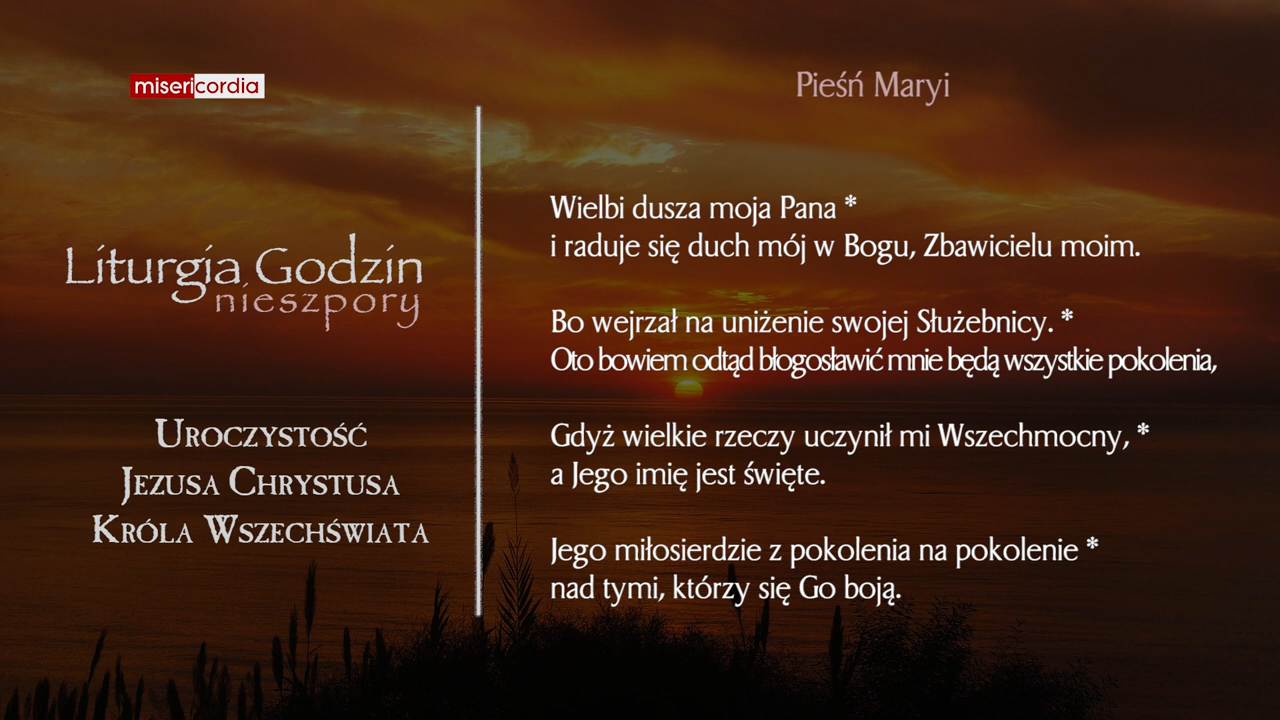 misericordia
Liturgia Godzin
nieszpory
Uroczystość
Jezusa Chrystusa
Króla Wszechświata
Pieśń Maryi
Wielbi dusza moja Pana *
i raduje się duch mój w Bogu, Zbawicielu moim.
Bo wejrzał na uniżenie swojej Służebnicy. *
Oto bowiem odtąd błogosławić mnie będą wszystkie pokolenia,
Gdyż wielkie rzeczy uczynił mi Wszechmocny, *
a Jego imię jest święte.
Jego miłosierdzie z pokolenia na pokolenie *
nad tymi, którzy się Go boją.